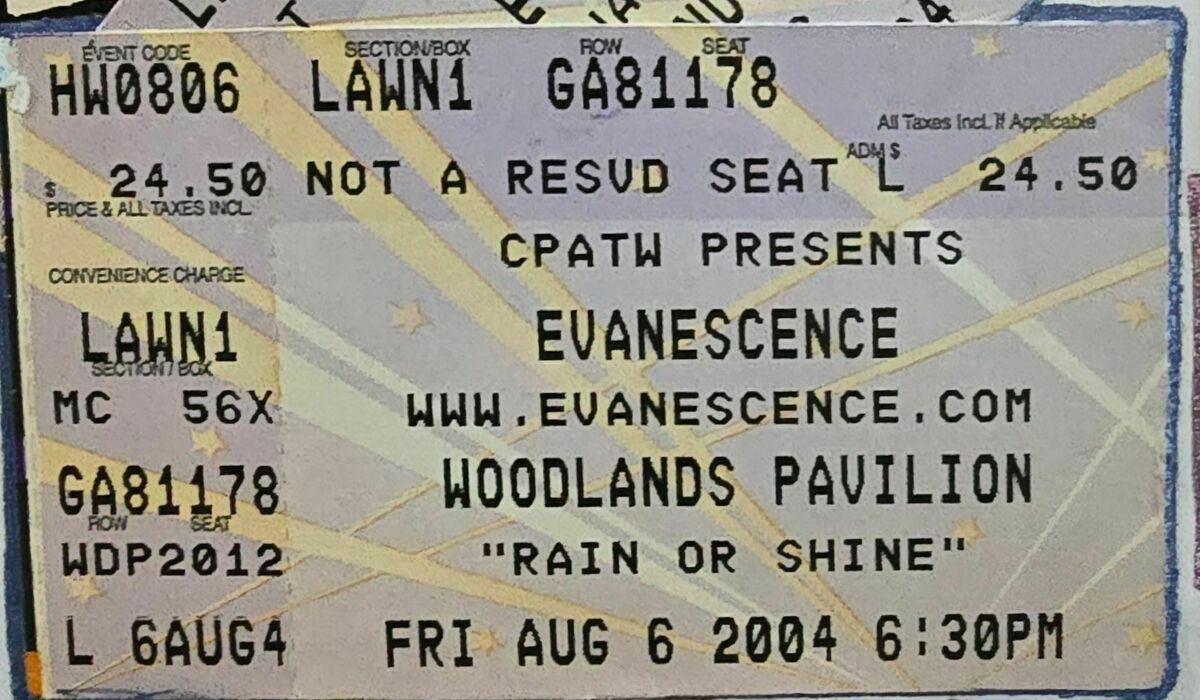 EVENT CODE SECTION/BOX ROW SEAT
HW0806 LAWN1 GA81178
All Taxes Incl. If Applicable
$ 24.50 NOT A RESVD SEAT ADM $ L 24.50
PRICE & ALL TAXES INCL.
CPATW PRESENTS
CONVENIENCE CHARGE
LAWN1 EVANESCENCE
SECTION / BOX
MC 56X WWW.EVANESCENCE.COM
GA81178 WOODLANDS PAVILION
ROW SEAT
WDP2012 "RAIN OR SHINE"
L 6AUG4 FRI AUG 6 2004 6:30PM